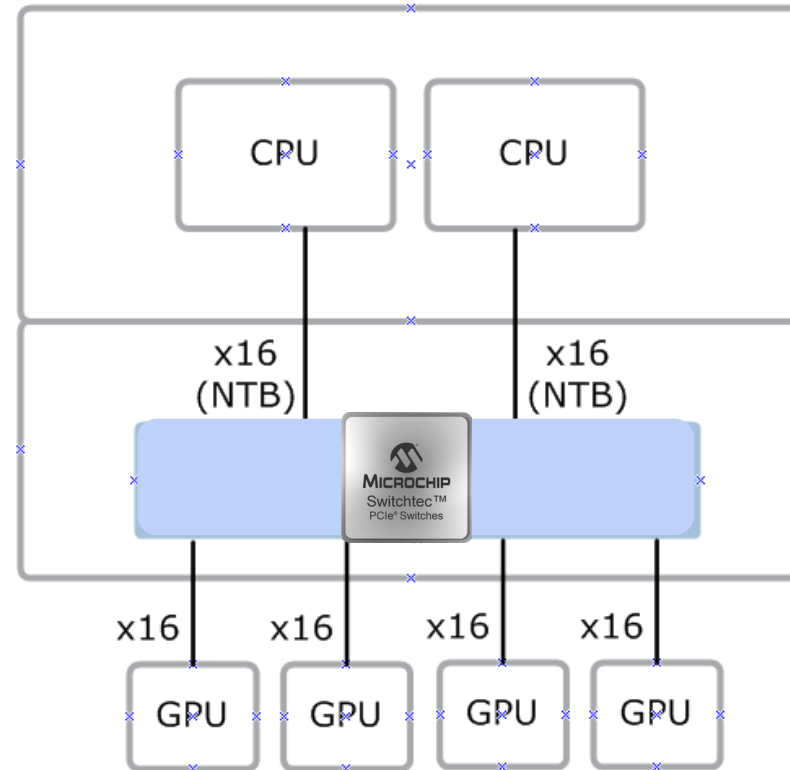 CPU
CPU
x16
(NTB)
x16
(NTB)
MICROCHIP
Switchtec™
PCIe® Switches
x16
x16
x16
x16
GPU
GPU
GPU
GPU